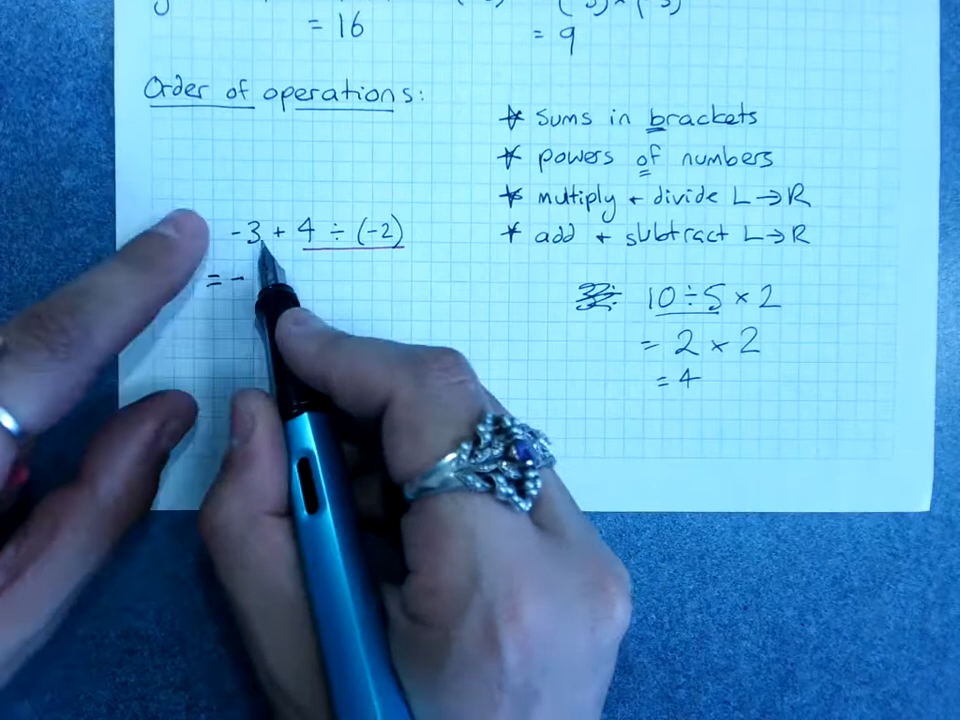 = 16
= 9
Order of operations:
* sums in brackets
* powers of numbers
* multiply + divide L→R
* add + subtract L→R
-3 + 4 ÷ (-2)
= -
10 ÷ 5 × 2
= 2 × 2
= 4